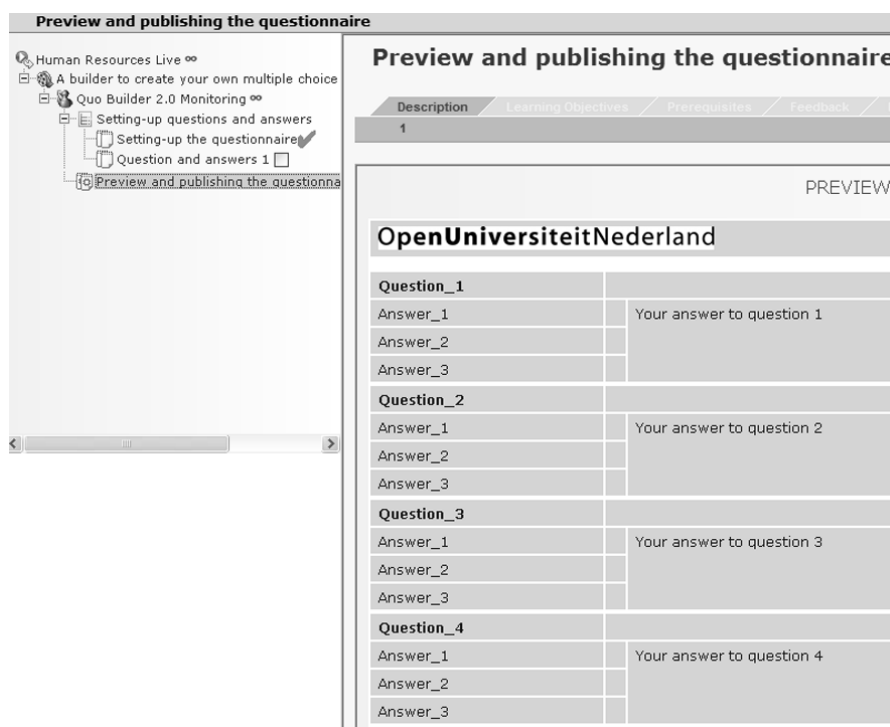 Preview and publishing the questionnaire
Human Resources Live ∞
A builder to create your own multiple choice
Quo Builder 2.0 Monitoring ∞
Setting-up questions and answers
Setting-up the questionnaire
Question and answers 1
Preview and publishing the questionna
Preview and publishing the questionnaire
Description Learning Objectives Prerequisites Feedback
1
PREVIEW
OpenUniversiteitNederland
Question_1
Answer_1 Your answer to question 1
Answer_2
Answer_3
Question_2
Answer_1 Your answer to question 2
Answer_2
Answer_3
Question_3
Answer_1 Your answer to question 3
Answer_2
Answer_3
Question_4
Answer_1 Your answer to question 4
Answer_2
Answer_3